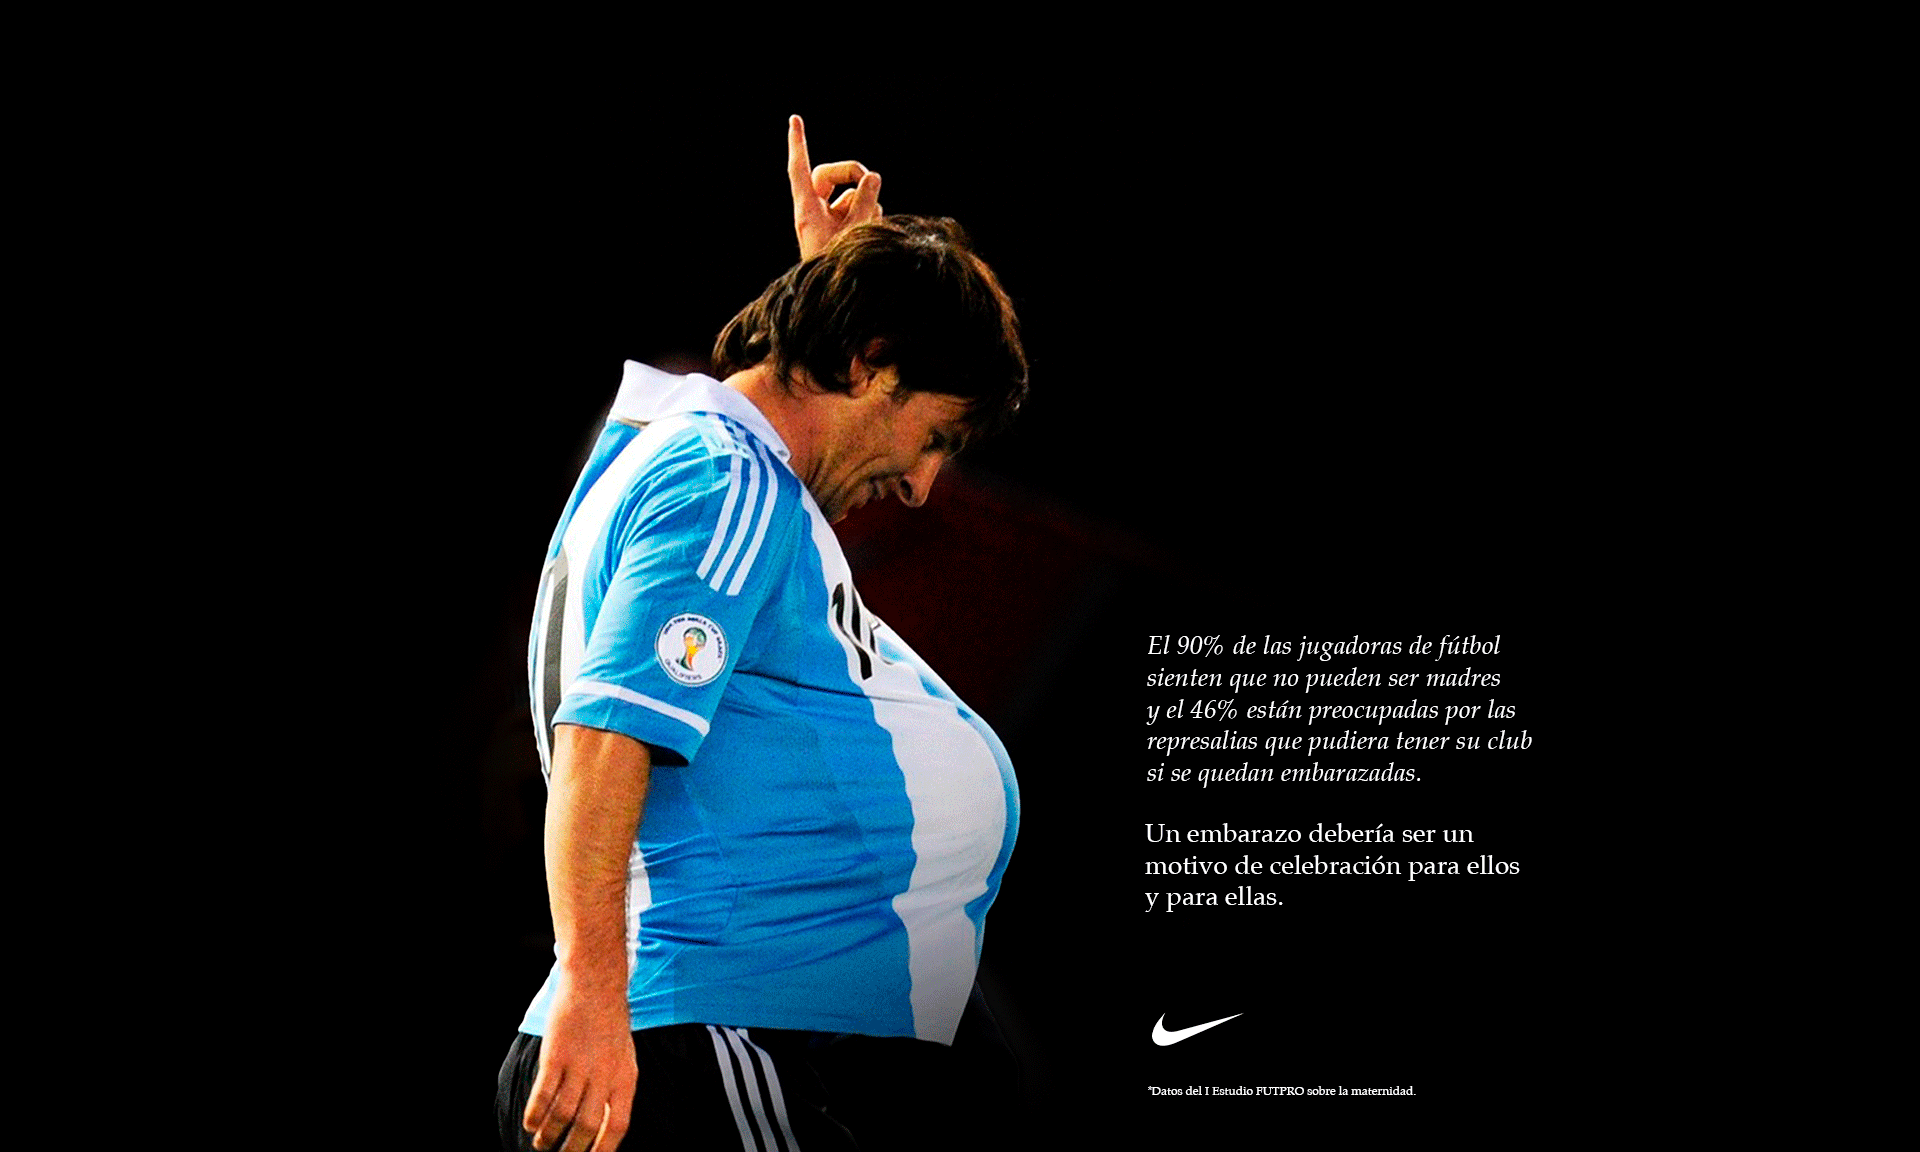 10
El 90% de las jugadoras de fútbol
sienten que no pueden ser madres
y el 46% están preocupadas por las
represalias que pudiera tener su club
si se quedan embarazadas.
Un embarazo debería ser un
motivo de celebración para ellos
y para ellas.
*Datos del I Estudio FUTPRO sobre la maternidad.
QUALIFIERS